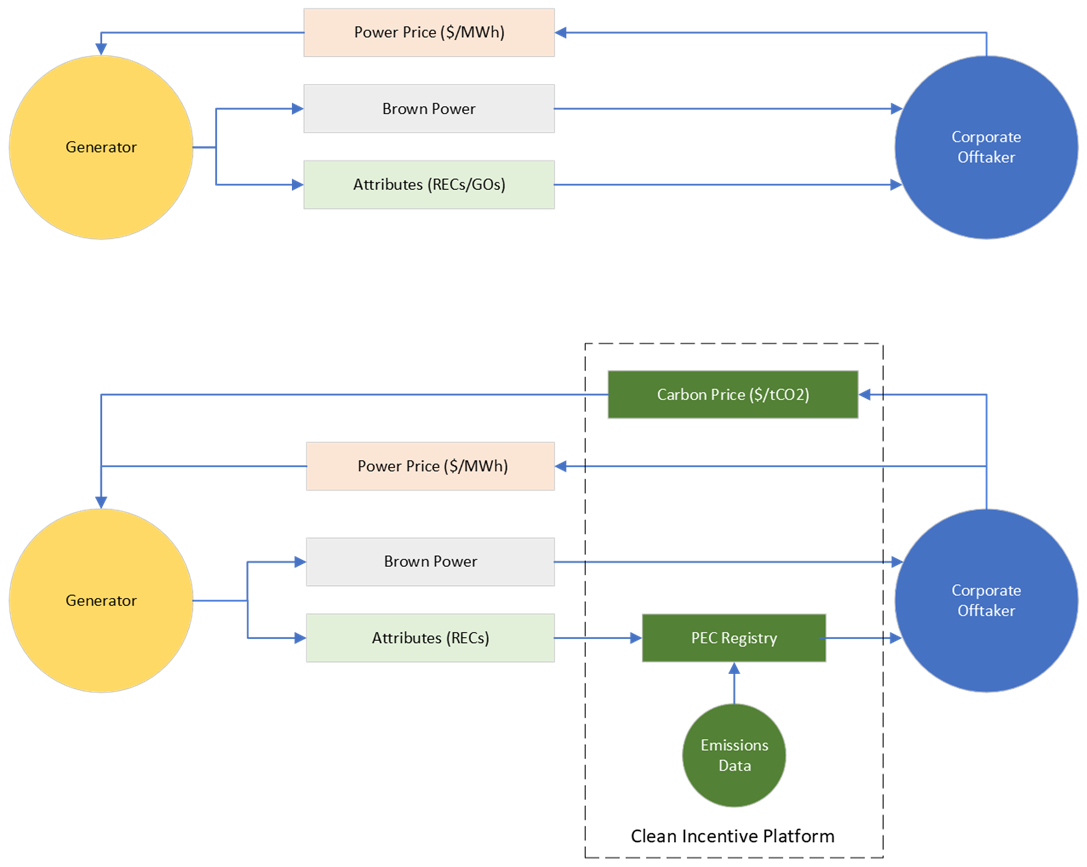 Power Price ($/MWh)
Generator
Brown Power
Attributes (RECs/GOs)
Corporate
Offtaker
Carbon Price ($/tCO2)
Power Price ($/MWh)
Generator
Brown Power
Attributes (RECs)
PEC Registry
Corporate
Offtaker
Emissions
Data
Clean Incentive Platform